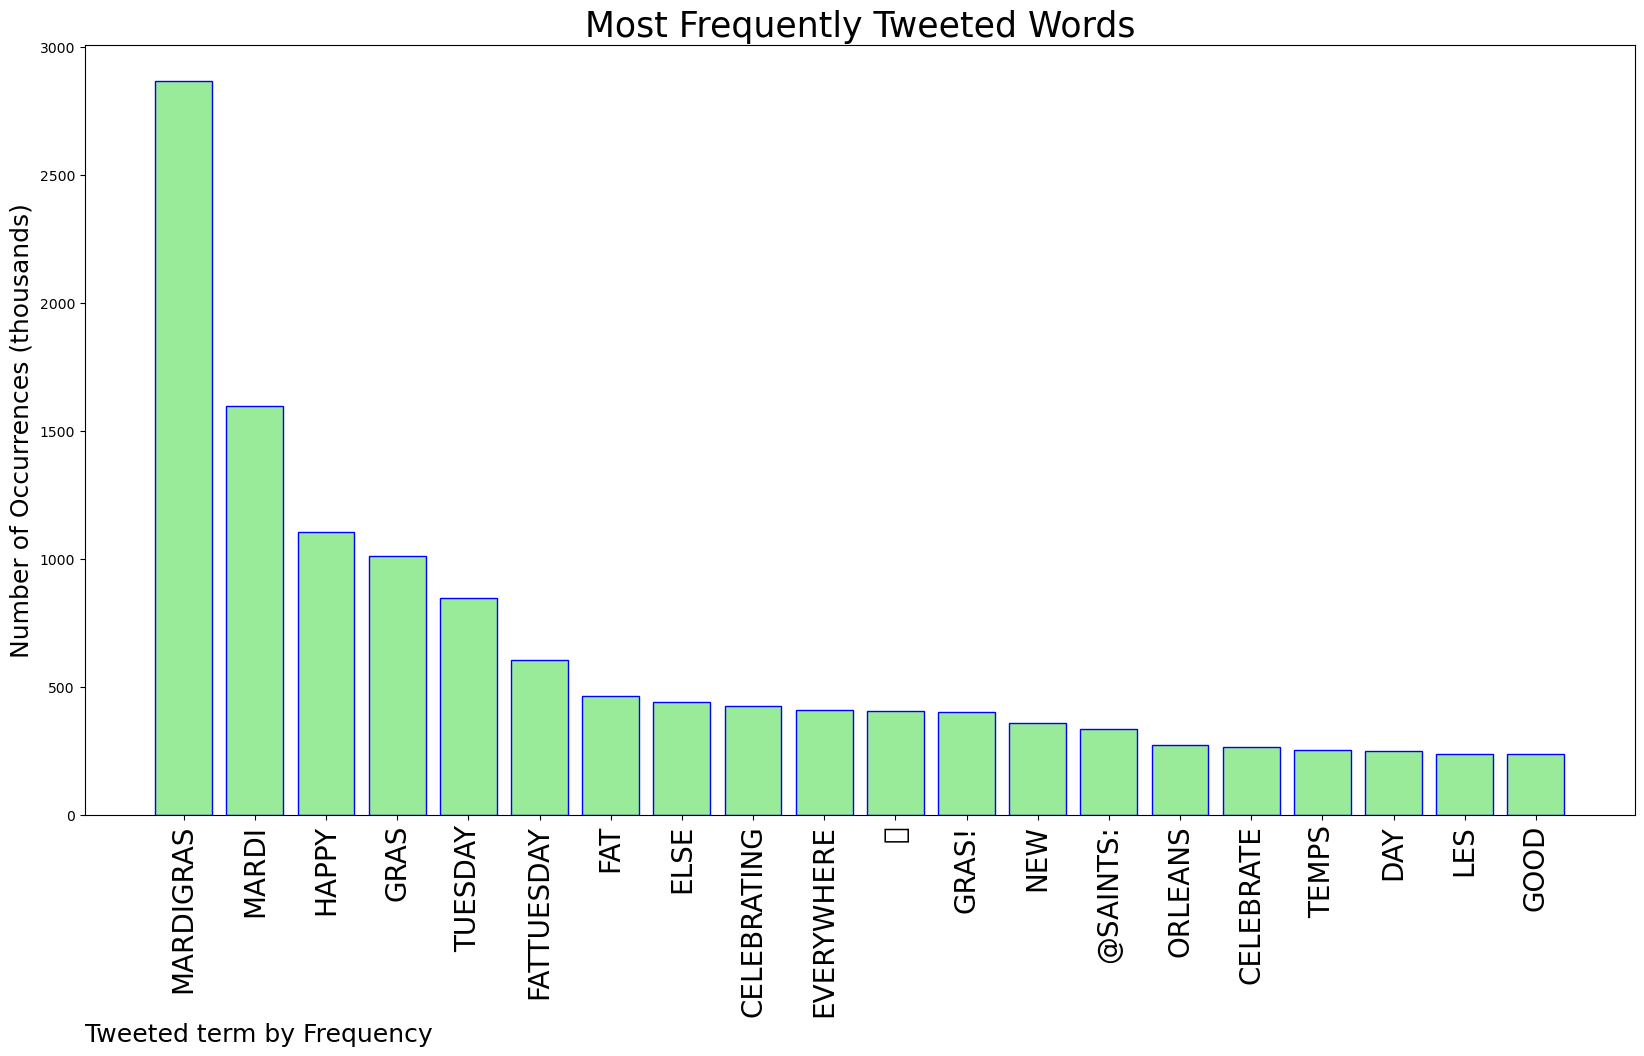 Most Frequently Tweeted Words
Number of Occurrences (thousands)
3000
2500
2000
1500
1000
500
0
MARDIGRAS
MARDI
HAPPY
GRAS
TUESDAY
FATTUESDAY
FAT
ELSE
CELEBRATING
EVERYWHERE
GRAS!
NEW
@SAINTS:
ORLEANS
CELEBRATE
TEMPS
DAY
LES
GOOD
Tweeted term by Frequency